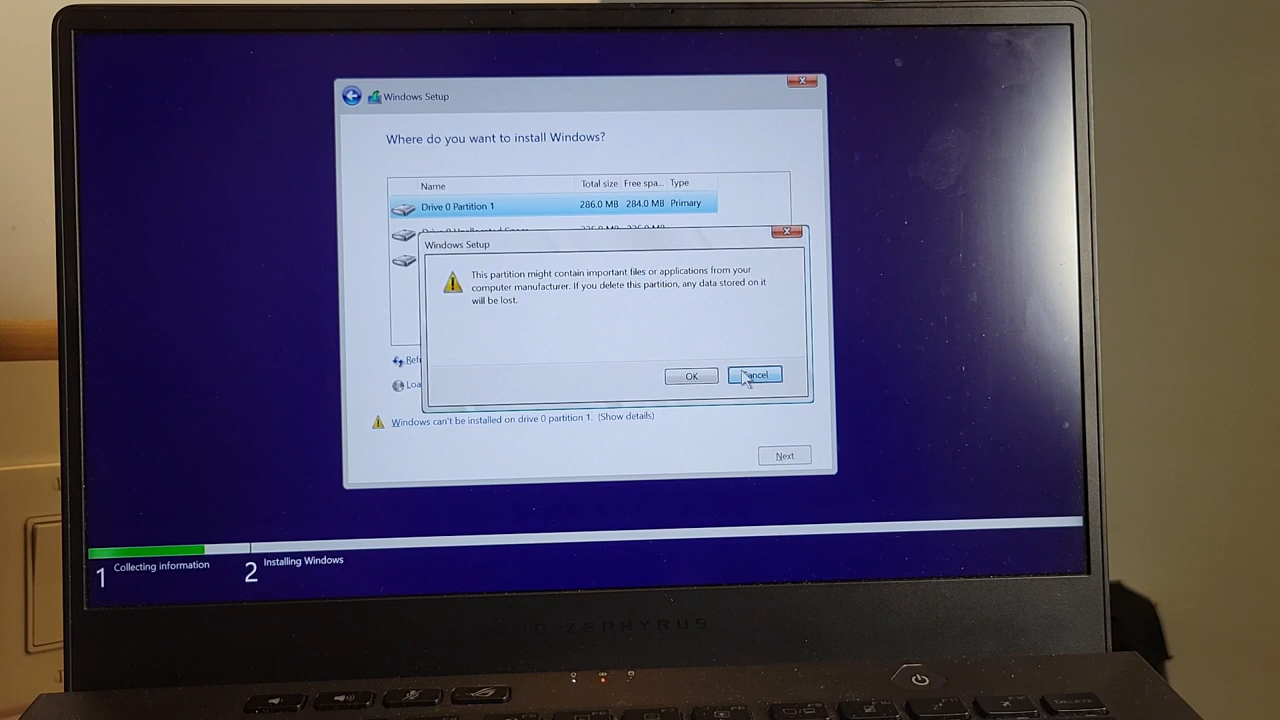 Windows Setup
Where do you want to install Windows?
Name Total size Free spa... Type
Drive 0 Partition 1 286.0 MB 284.0 MB Primary
Windows Setup
This partition might contain important files or applications from your
computer manufacturer. If you delete this partition, any data stored on it
will be lost.
OK
Windows can't be installed on drive 0 partition 1. (Show details)
Next
1 Collecting information
2 Installing Windows
ZEPHYRUS
DELETE